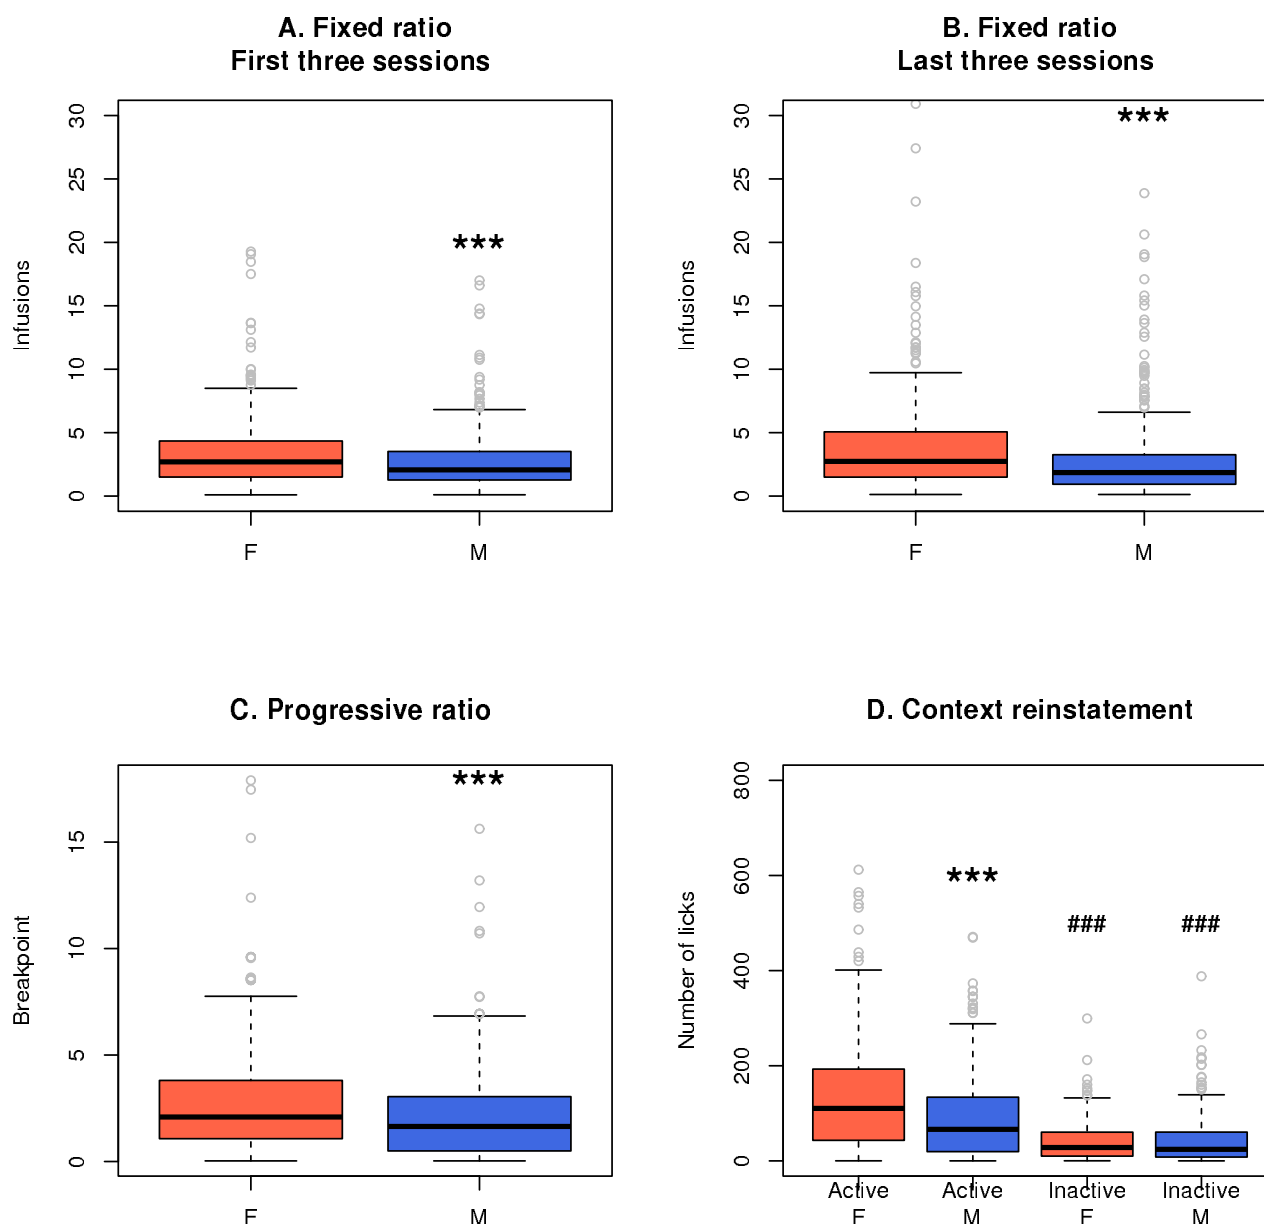 A. Fixed ratio
First three sessions
Infusions
30
25
20
15
10
5
0
***
F
M
B. Fixed ratio
Last three sessions
Infusions
30
25
20
15
10
5
0
***
F
M
C. Progressive ratio
Breakpoint
15
10
5
0
***
F
M
D. Context reinstatement
Number of licks
800
600
400
200
0
***
###
###
Active Active Inactive Inactive
F M F M